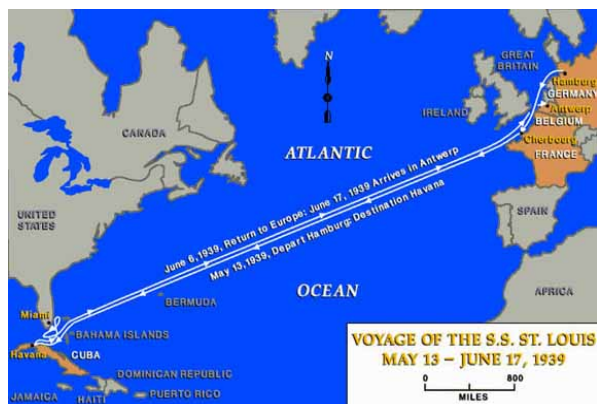 N
GREAT
BRITAIN
Hamburg
GERMANY
IRELAND
Antwerp
BELGIUM
CANADA
Cherbourg
FRANCE
ATLANTIC
June 6, 1939, Return to Europe: June 17, 1939 Arrives in Antwerp
May 13, 1939, Depart Hamburg: Destination Havana
UNITED
STATES
SPAIN
OCEAN
AFRICA
BERMUDA
Miami
BAHAMA ISLANDS
Havana
CUBA
DOMINICAN REPUBLIC
JAMAICA
HAITI
PUERTO RICO
VOYAGE OF THE S.S. ST. LOUIS
MAY 13 – JUNE 17, 1939
0 800
MILES